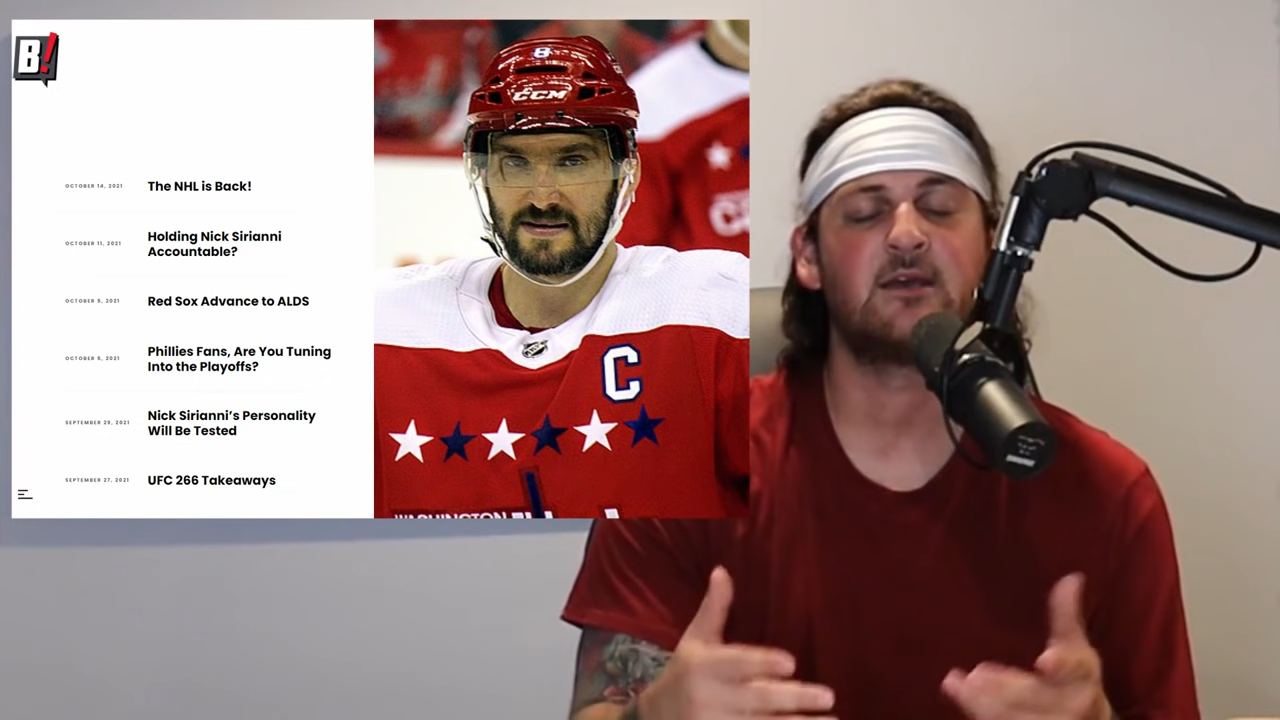 B!
OCTOBER 14, 2021
The NHL is Back!
OCTOBER 11, 2021
Holding Nick Sirianni
Accountable?
OCTOBER 5, 2021
Red Sox Advance to ALDS
OCTOBER 5, 2021
Phillies Fans, Are You Tuning
Into the Playoffs?
SEPTEMBER 29, 2021
Nick Sirianni's Personality
Will Be Tested
SEPTEMBER 27, 2021
UFC 266 Takeaways
8
CCM
C
WASHINGTON